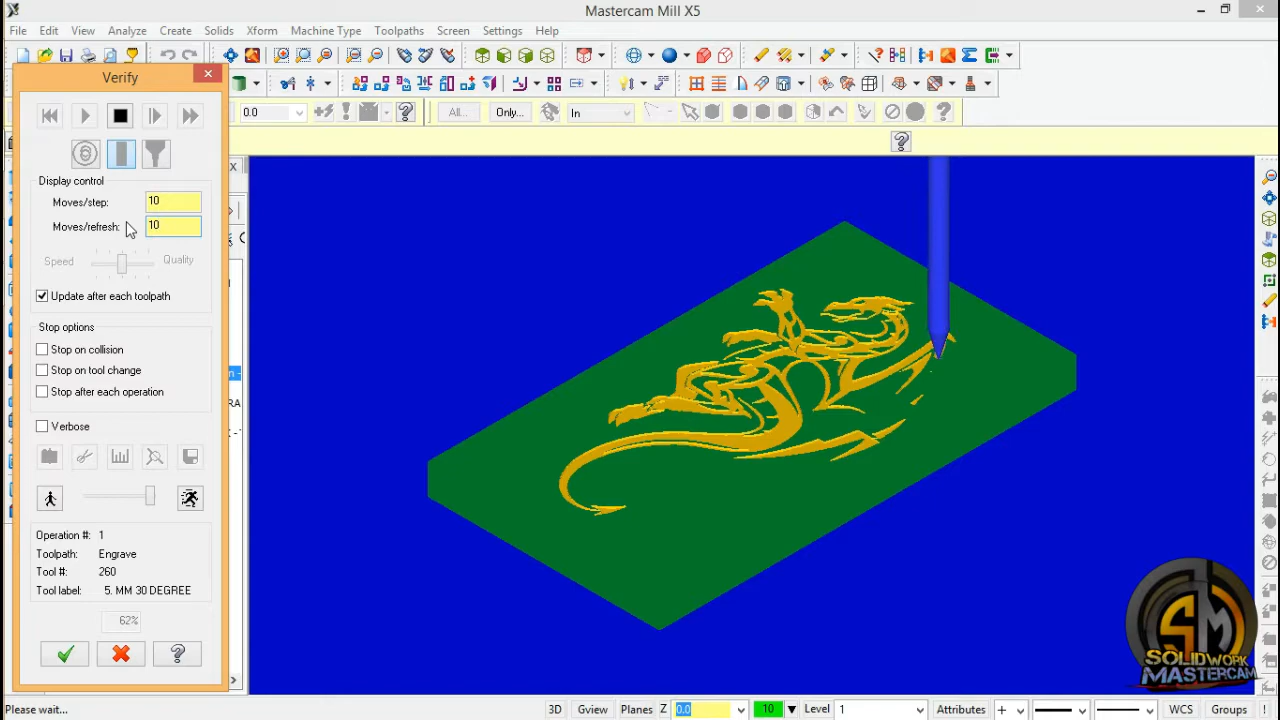 Mastercam Mill X5
File Edit View Analyze Create Solids Xform Machine Type Toolpaths Screen Settings Help
Verify
0.0
All... Only... In
Display control
Moves/step: 10
Moves/refresh: 10
Speed Quality
Update after each toolpath
Stop options
Stop on collision
Stop on tool change
Stop after each operation
Verbose
Operation #: 1
Toolpath: Engrave
Tool #: 260
Tool label: 5. MM 30 DEGREE
62%
SM
SOLIDWORK
MASTERCAM
Please wait...
3D Gview Planes Z 0.0 10 Level 1 Attributes WCS Groups